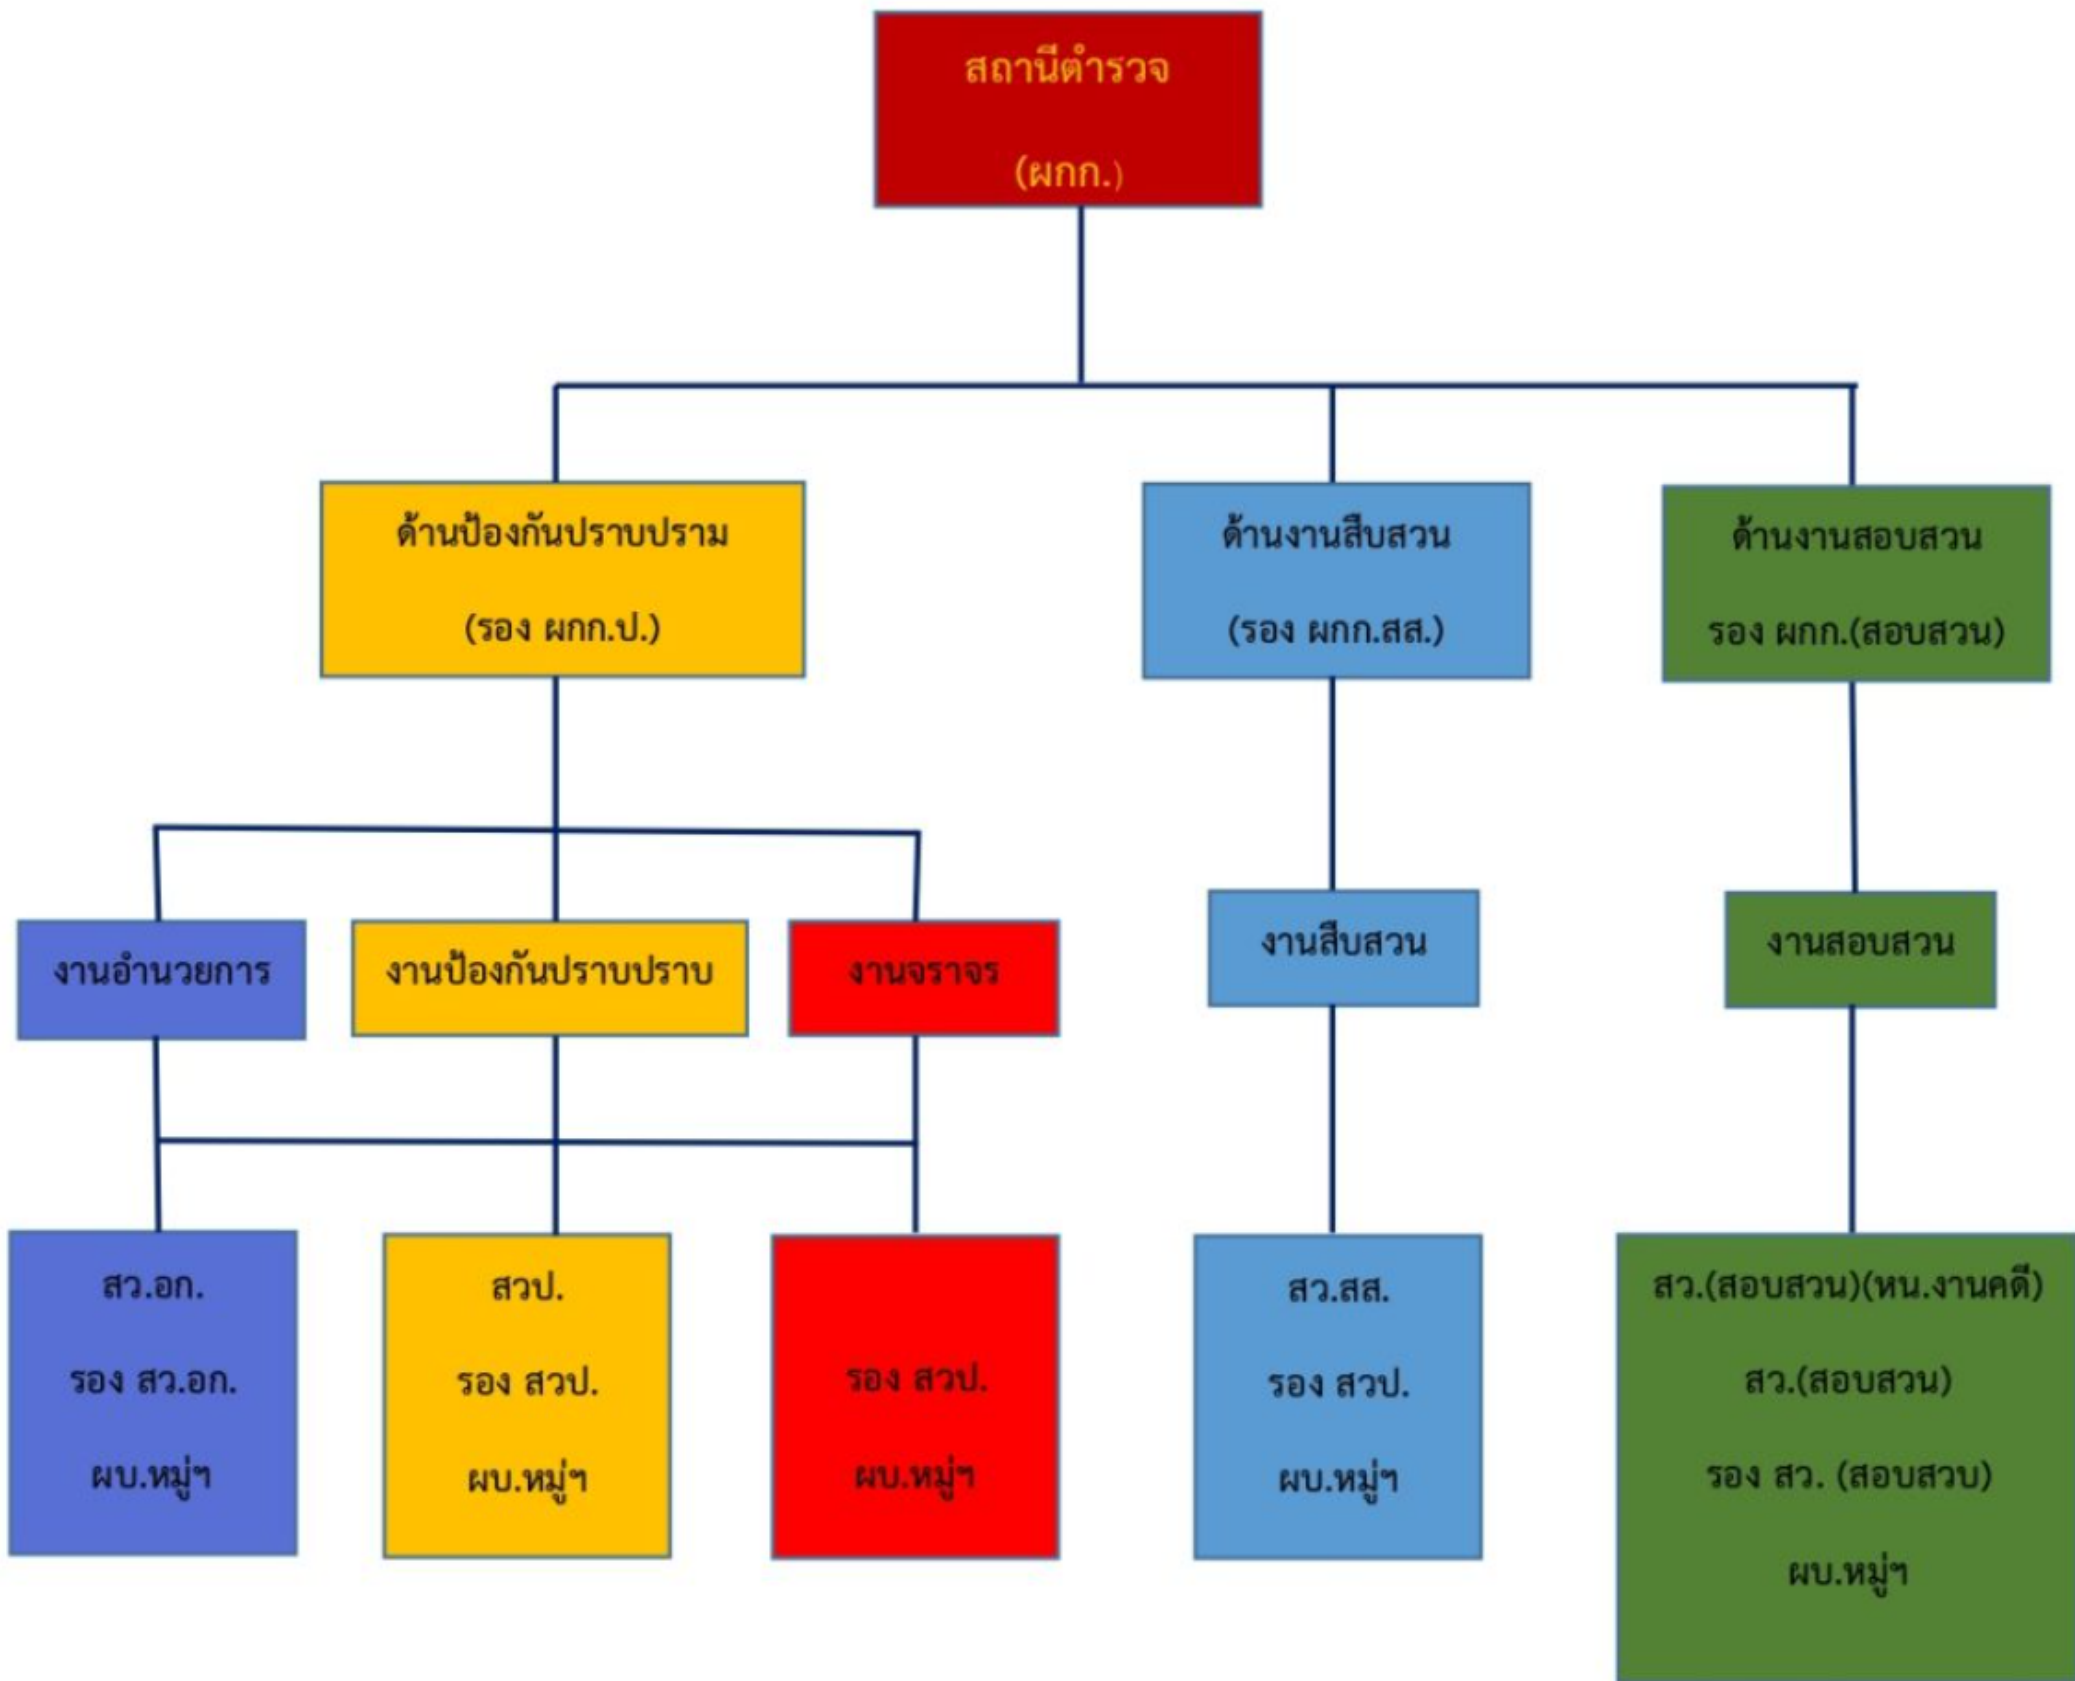 สถานีตำรวจ
(ผกก.)
ด้านป้องกันปราบปราม
(รอง ผกก.ป.)
ด้านงานสืบสวน
(รอง ผกก.สส.)
ด้านงานสอบสวน
รอง ผกก.(สอบสวน)
งานอำนวยการ
งานป้องกันปราบปราบ
งานจราจร
งานสืบสวน
งานสอบสวน
สว.อก.
รอง สว.อก.
ผบ.หมู่ฯ
สวป.
รอง สวป.
ผบ.หมู่ฯ
รอง สวป.
ผบ.หมู่ฯ
สว.สส.
รอง สวป.
ผบ.หมู่ฯ
สว.(สอบสวน)(หน.งานคดี)
สว.(สอบสวน)
รอง สว. (สอบสวบ)
ผบ.หมู่ฯ